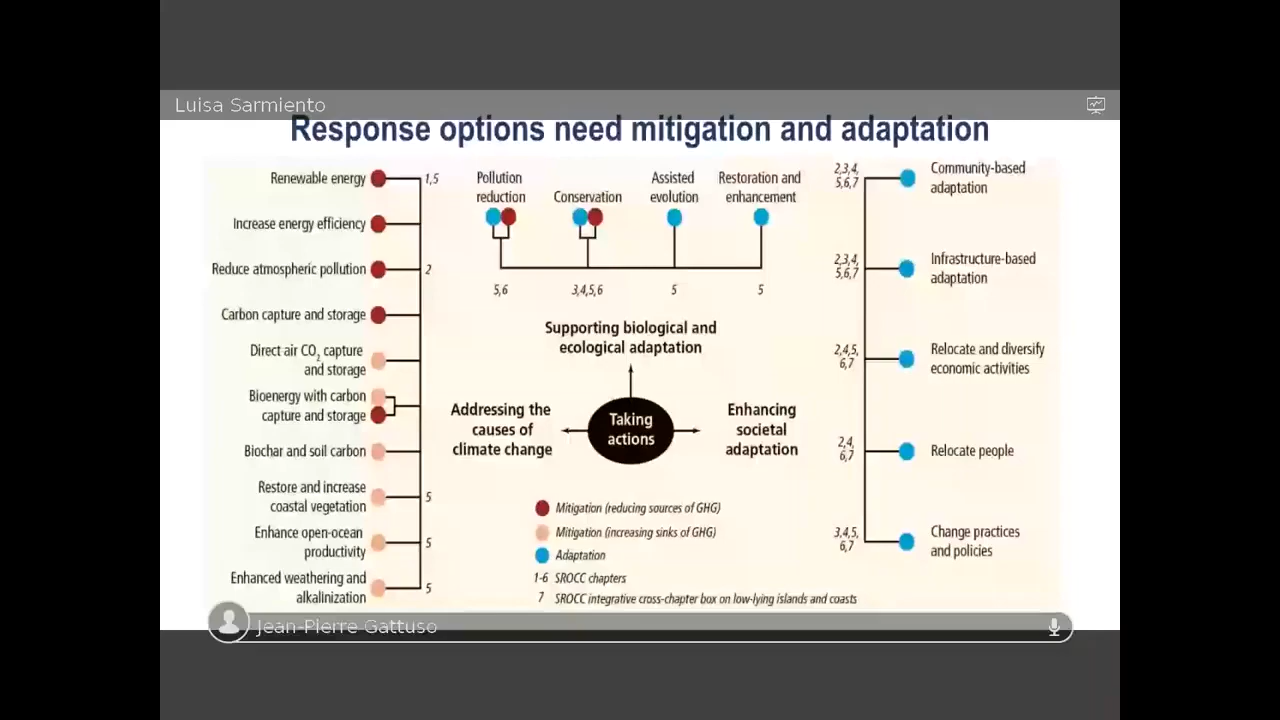 Luisa Sarmiento
Response options need mitigation and adaptation
Renewable energy
1,5
Increase energy efficiency
Reduce atmospheric pollution
2
Carbon capture and storage
Direct air CO₂ capture
and storage
Bioenergy with carbon
capture and storage
Biochar and soil carbon
Restore and increase
coastal vegetation
5
Enhance open-ocean
productivity
5
Enhanced weathering and
alkalinization
5
Pollution
reduction
Conservation
Assisted
evolution
Restoration and
enhancement
5,6
3,4,5,6
5
5
Supporting biological and
ecological adaptation
Addressing the
causes of
climate change
Taking
actions
Enhancing
societal
adaptation
Mitigation (reducing sources of GHG)
Mitigation (increasing sinks of GHG)
Adaptation
1-6 SROCC chapters
7 SROCC integrative cross-chapter box on low-lying islands and coasts
2,3,4,
5,6,7
Community-based
adaptation
2,3,4,
5,6,7
Infrastructure-based
adaptation
2,4,5,
6,7
Relocate and diversify
economic activities
2,4,
6,7
Relocate people
3,4,5,
6,7
Change practices
and policies
Jean-Pierre Gattuso